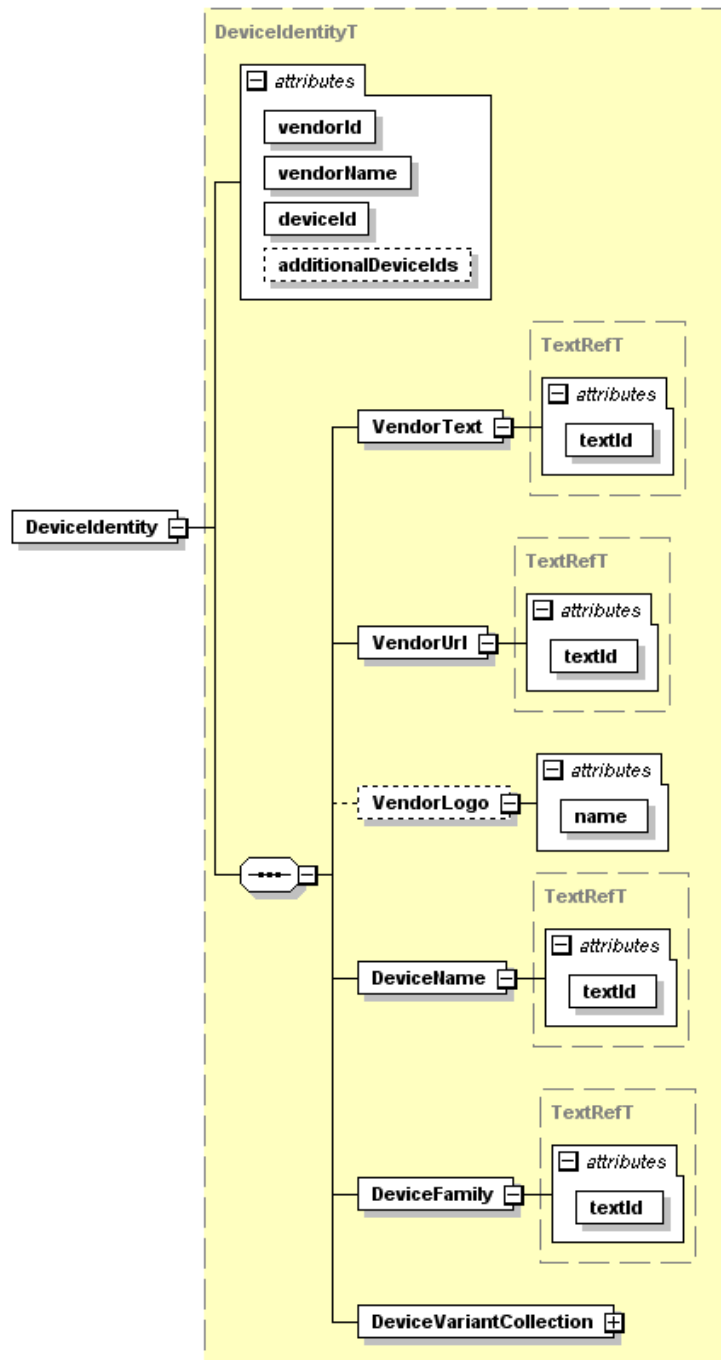 DeviceIdentityT
attributes
vendorId
vendorName
deviceId
additionalDeviceIds
TextRefT
attributes
VendorText
textId
DeviceIdentity
TextRefT
attributes
VendorUrl
textId
attributes
VendorLogo
name
TextRefT
attributes
DeviceName
textId
TextRefT
attributes
DeviceFamily
textId
DeviceVariantCollection